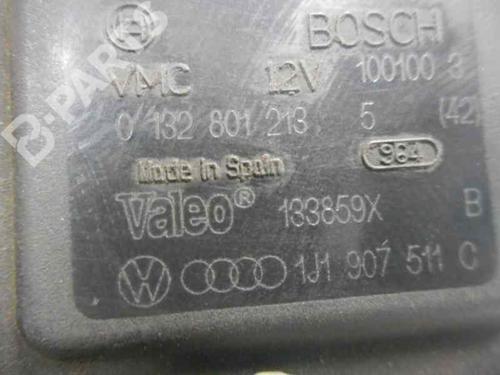 BOSCH
VMC 12V 100100 3
0 132 801 213 5 (42)
Made in Spain 984
Valeo® 133859X B
1J1 907 511 C
B-PARTS